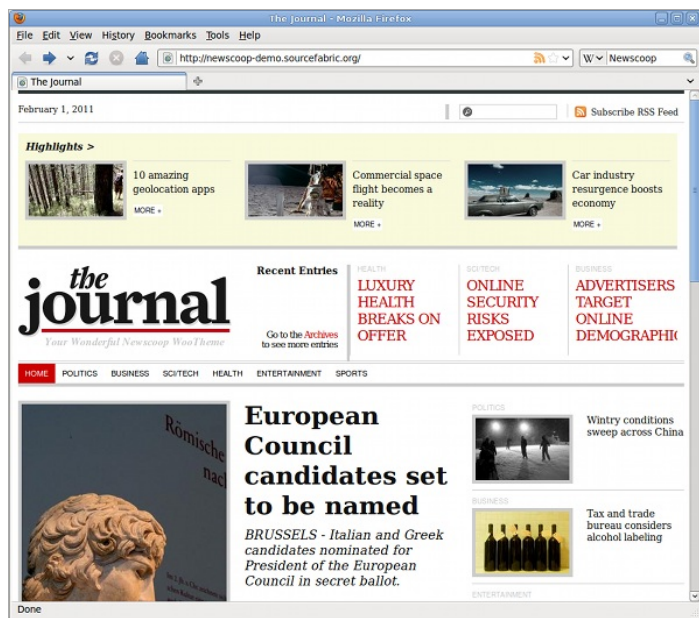 The Journal - Mozilla Firefox
File Edit View History Bookmarks Tools Help
http://newscoop-demo.sourcefabric.org/
W Newscoop
The Journal
February 1, 2011
Subscribe RSS Feed
Highlights >
10 amazing
geolocation apps
MORE +
Commercial space
flight becomes a
reality
MORE +
Car industry
resurgence boosts
economy
MORE +
the
journal
Your Wonderful Newscoop WooTheme
Recent Entries
Go to the Archives
to see more entries
HEALTH
LUXURY
HEALTH
BREAKS ON
OFFER
SCI/TECH
ONLINE
SECURITY
RISKS
EXPOSED
BUSINESS
ADVERTISERS
TARGET
ONLINE
DEMOGRAPHI
HOME POLITICS BUSINESS SCI/TECH HEALTH ENTERTAINMENT SPORTS
Römische
nac
European
Council
candidates set
to be named
BRUSSELS - Italian and Greek
candidates nominated for
President of the European
Council in secret ballot.
POLITICS
Wintry conditions
sweep across China
BUSINESS
Tax and trade
bureau considers
alcohol labeling
ENTERTAINMENT
Done